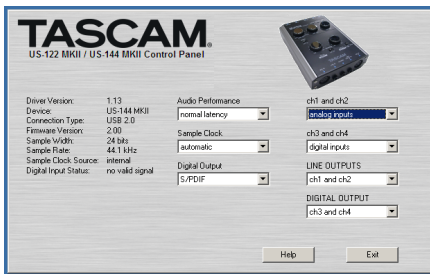 TASCAM
US-122 MKII / US-144 MKII Control Panel
Driver Version: 1.13
Device: US-144 MKII
Connection Type: USB 2.0
Firmware Version: 2.00
Sample Width: 24 bits
Sample Rate: 44.1 kHz
Sample Clock Source: internal
Digital Input Status: no valid signal
Audio Performance
normal latency
Sample Clock
automatic
Digital Output
S/PDIF
ch1 and ch2
analog inputs
ch3 and ch4
digital inputs
LINE OUTPUTS
ch1 and ch2
DIGITAL OUTPUT
ch3 and ch4
Help
Exit